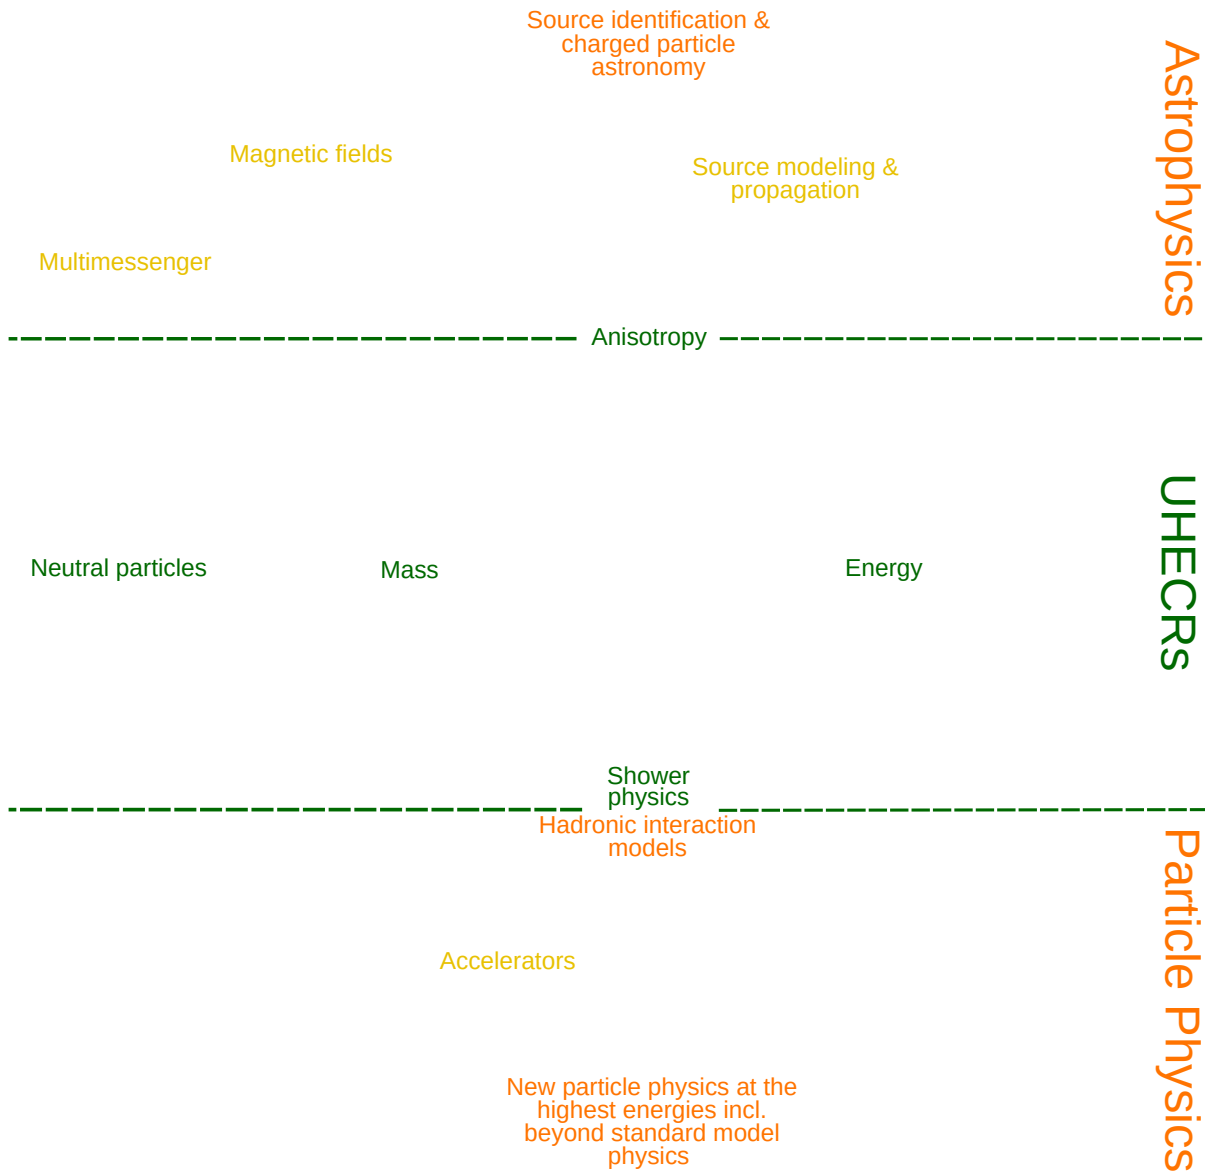 Source identification &
charged particle
astronomy
Astrophysics
Magnetic fields
Source modeling &
propagation
Multimessenger
Anisotropy
UHECRs
Neutral particles
Mass
Energy
Shower
physics
Hadronic interaction
models
Particle Physics
Accelerators
New particle physics at the
highest energies incl.
beyond standard model
physics